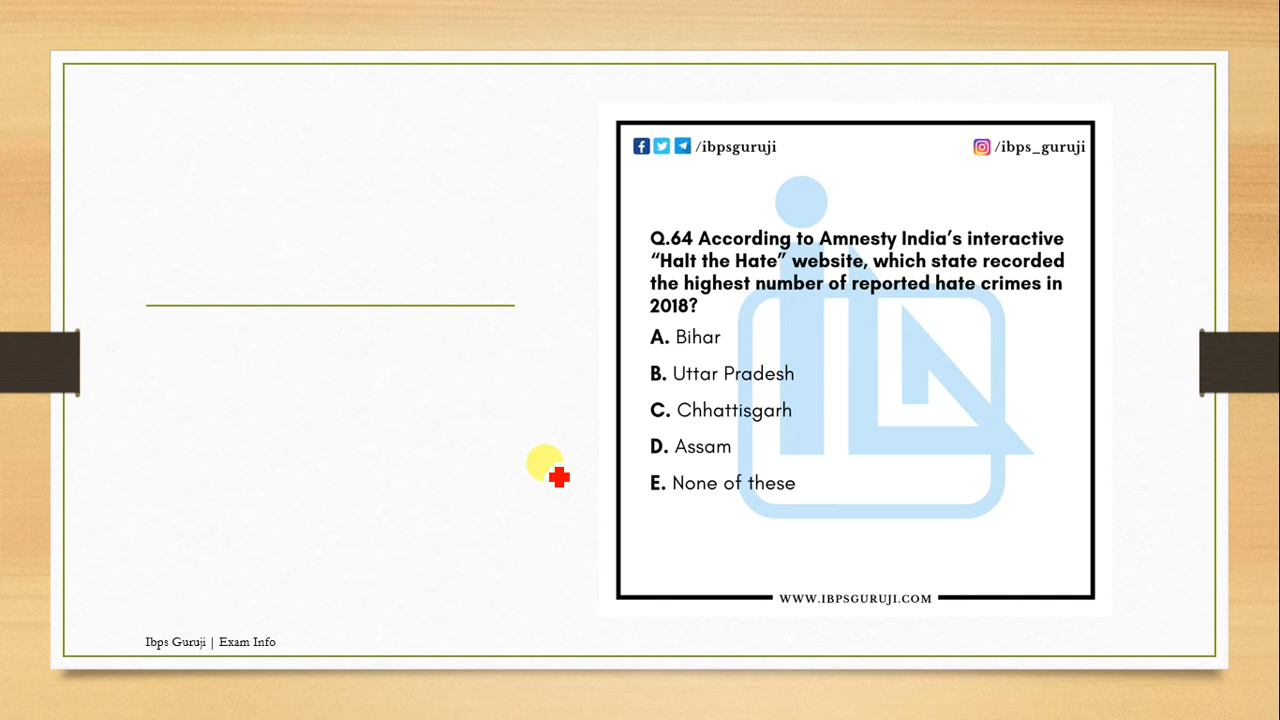 /ibpsguruji
/ibps_guruji
Q.64 According to Amnesty India’s interactive
“Halt the Hate” website, which state recorded
the highest number of reported hate crimes in
2018?
A. Bihar
B. Uttar Pradesh
C. Chhattisgarh
D. Assam
E. None of these
WWW.IBPSGURUJI.COM
Ibps Guruji | Exam Info